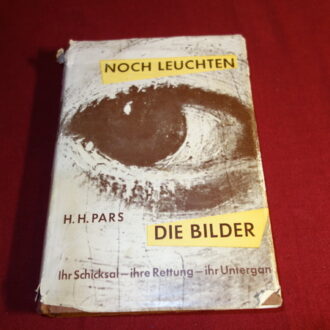 NOCH LEUCHTEN
H. H. PARS
DIE BILDER
Ihr Schicksal – ihre Rettung – ihr Untergan